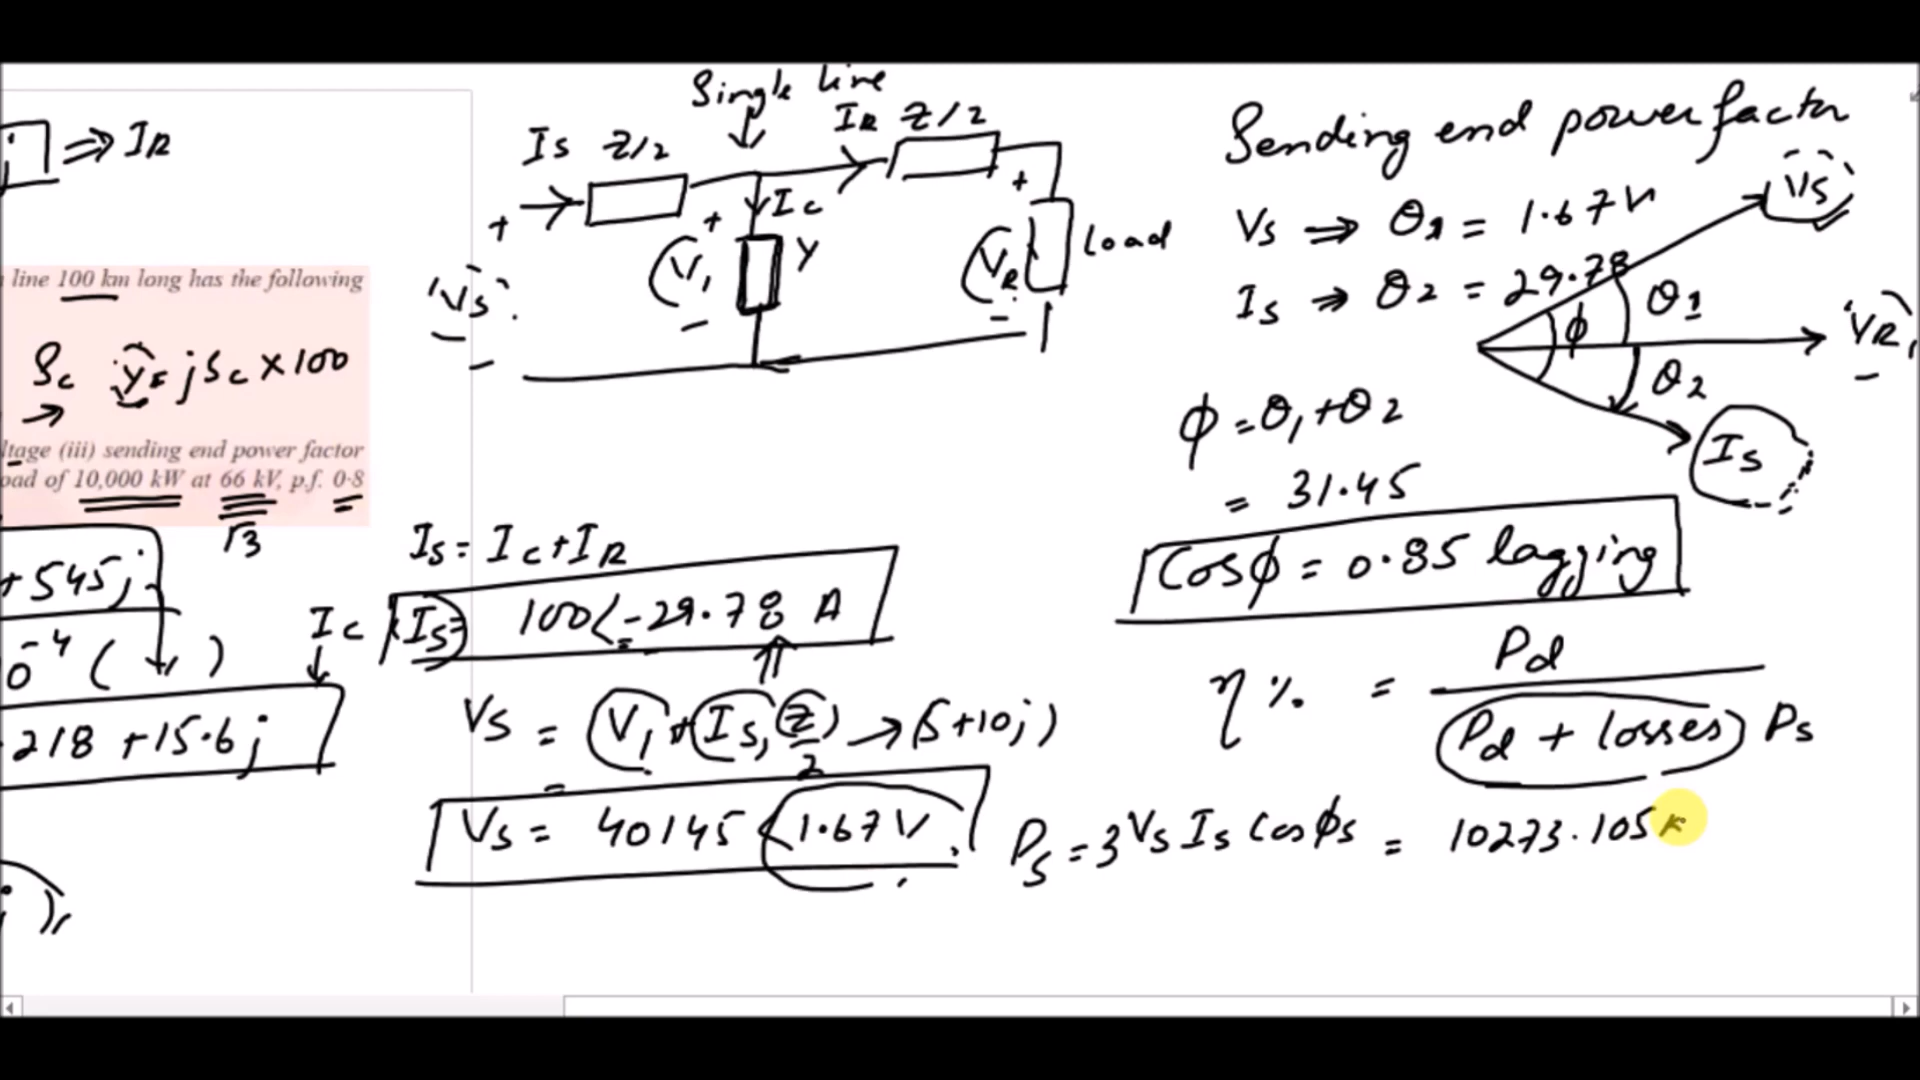 ⇒ IR
line 100 km long has the following
Sc y = jSc × 100
ltage (iii) sending end power factor
oad of 10,000 kW at 66 kV, p.f. 0·8
√3
+ 545j
0⁻⁴ ( )
Ic
218 + 15.6j
Single line
Is Z/2
IR Z/2
+ + Ic +
Vs V1 Y VR load
- - -
Is = Ic + IR
Is = 100∠-29.78 A
Vs = V1 + Is, (Z/2) → (5+10j)
Vs = 40145 ∠1.67 V
Sending end power factor
Vs ⇒ θ1 = 1.67 V
Is ⇒ θ2 = 29.78
Vs
θ1
ϕ
VR
θ2
Is
ϕ = θ1 + θ2
= 31.45
Cosϕ = 0.85 lagging
η % = Pd / (Pd + losses) Ps
Ps = 3 Vs Is cos ϕs = 10273.105 K